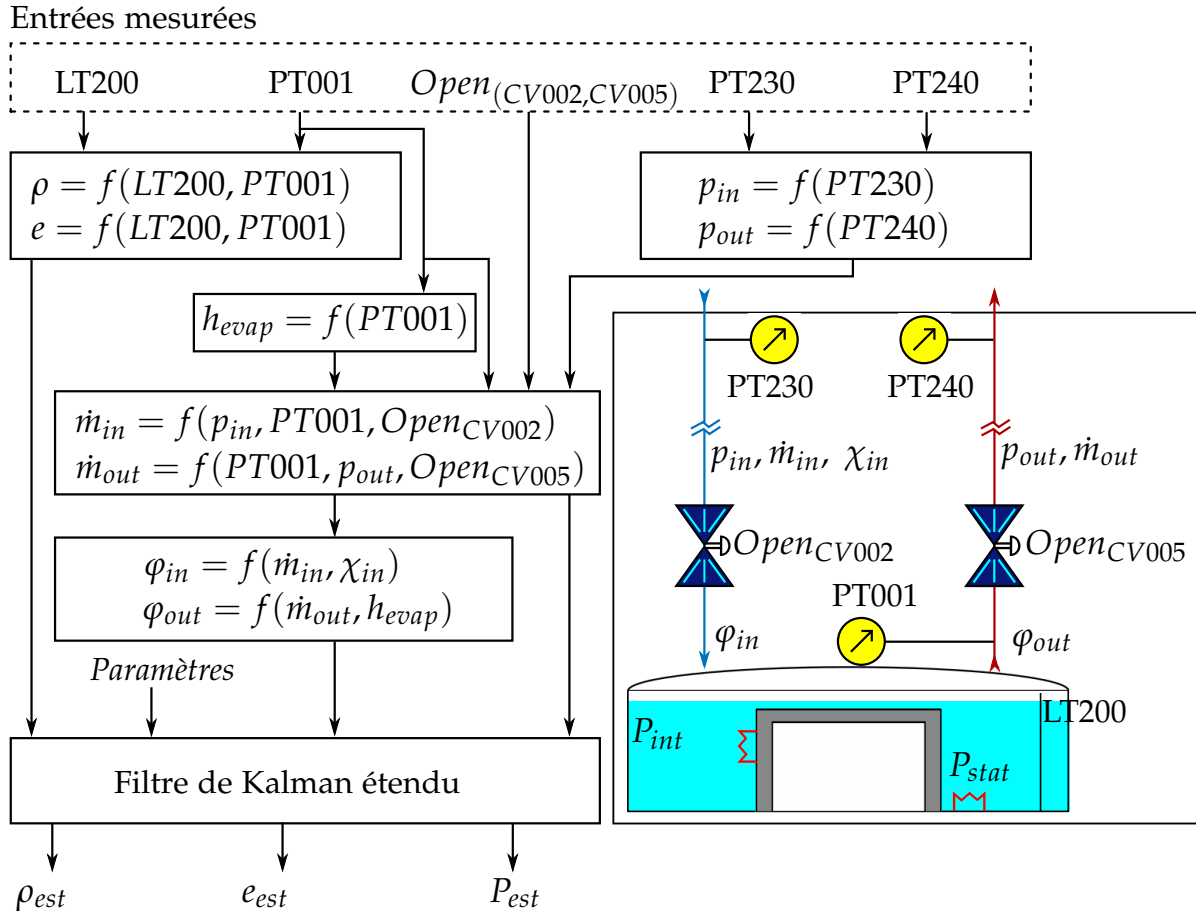 Entrées mesurées
LT200 PT001 Open_(CV002,CV005) PT230 PT240
ρ = f(LT200, PT001)
e = f(LT200, PT001)
p_in = f(PT230)
p_out = f(PT240)
h_evap = f(PT001)
ṁ_in = f(p_in, PT001, Open_CV002)
ṁ_out = f(PT001, p_out, Open_CV005)
φ_in = f(ṁ_in, χ_in)
φ_out = f(ṁ_out, h_evap)
Paramètres
Filtre de Kalman étendu
ρ_est e_est P_est
PT230 PT240
p_in, ṁ_in, χ_in p_out, ṁ_out
Open_CV002 Open_CV005
PT001
φ_in φ_out
LT200
P_int
P_stat